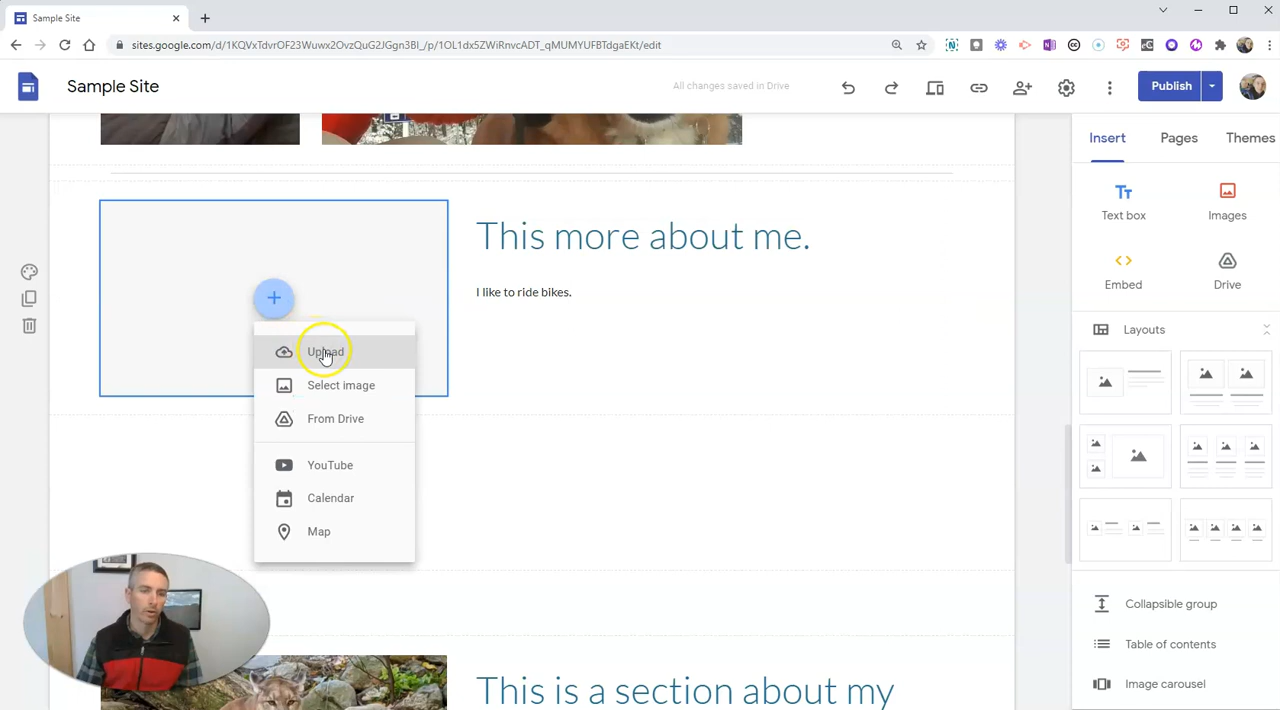 Sample Site
sites.google.com/d/1KQVxTdvrOF23Wuwx2OvzQuG2JGgn3Bl_/p/1OL1dx5ZWiRnvcADT_qMUMYUFBTdgaEKt/edit
Sample Site
All changes saved in Drive
Publish
Insert
Pages
Themes
Text box
Images
Embed
Drive
Layouts
Collapsible group
Table of contents
Image carousel
This more about me.
I like to ride bikes.
Upload
Select image
From Drive
YouTube
Calendar
Map
This is a section about my